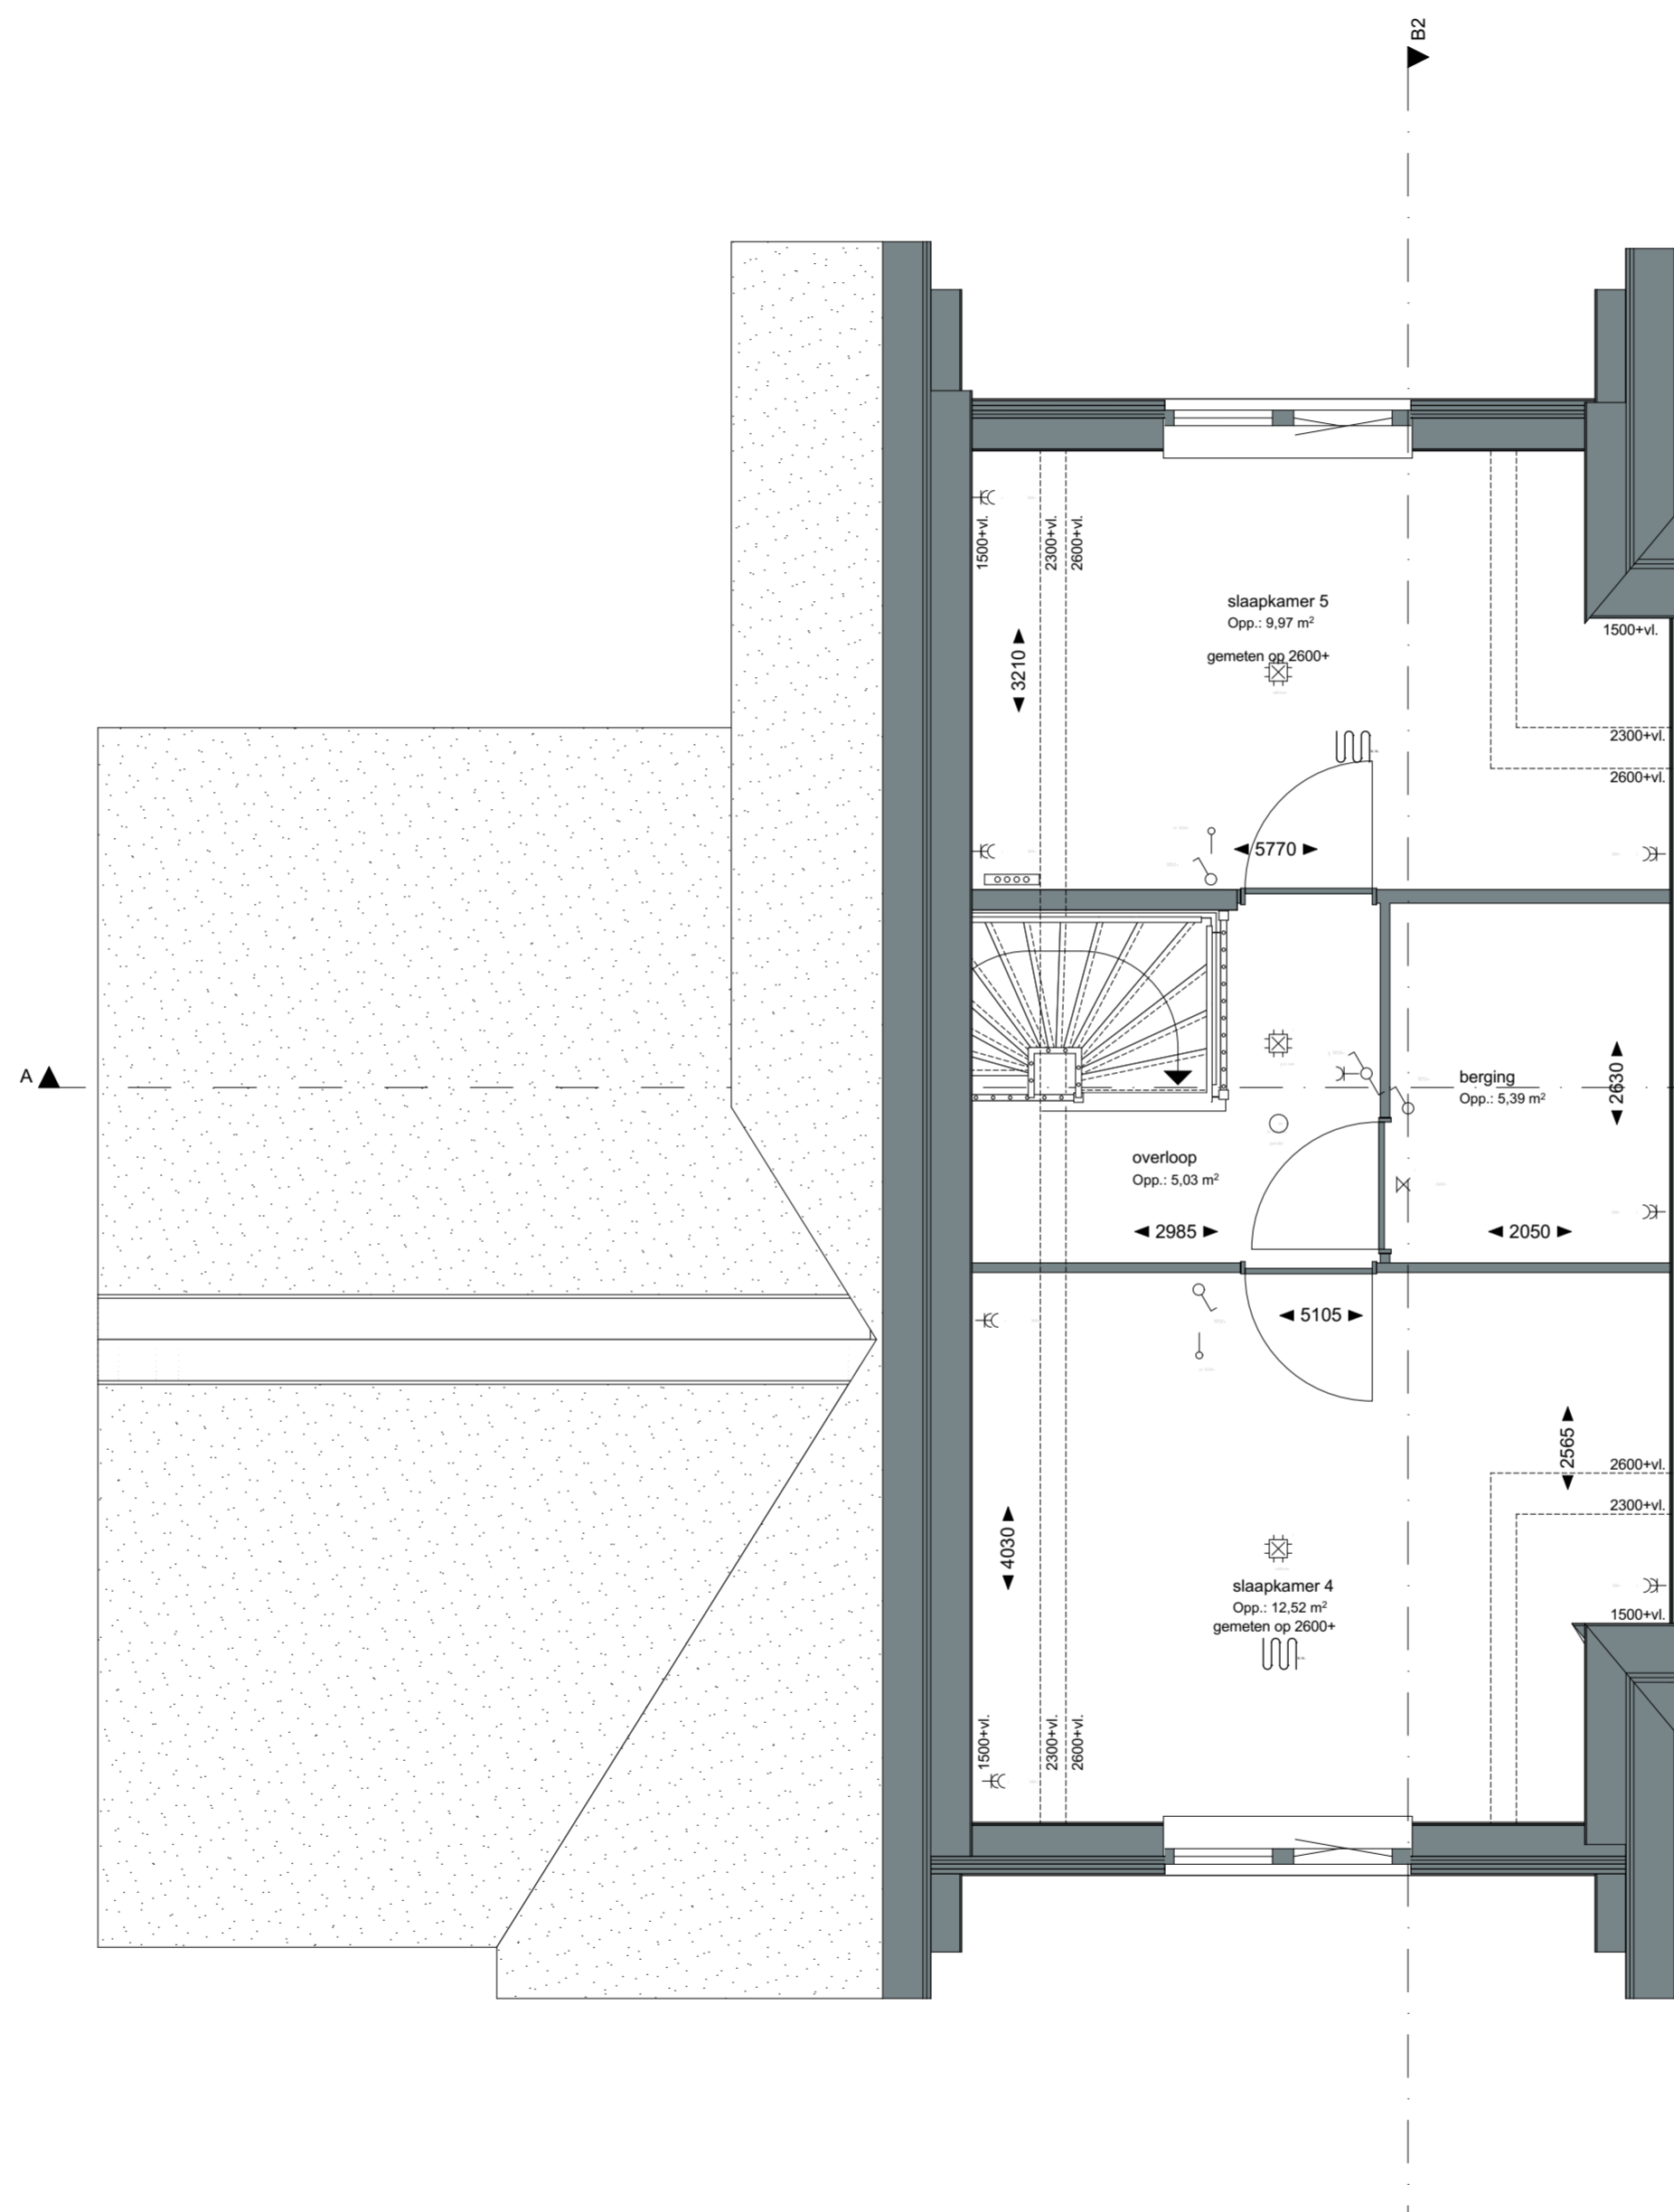 B2
1500+vl.
2300+vl.
2600+vl.
slaapkamer 5
Opp.: 9,97 m²
gemeten op 2600+
1500+vl.
3210
2300+vl.
2600+vl.
5770
A
berging
Opp.: 5,39 m²
2630
overloop
Opp.: 5,03 m²
2985
2050
5105
2565
2600+vl.
2300+vl.
4030
slaapkamer 4
Opp.: 12,52 m²
gemeten op 2600+
1500+vl.
1500+vl.
2300+vl.
2600+vl.